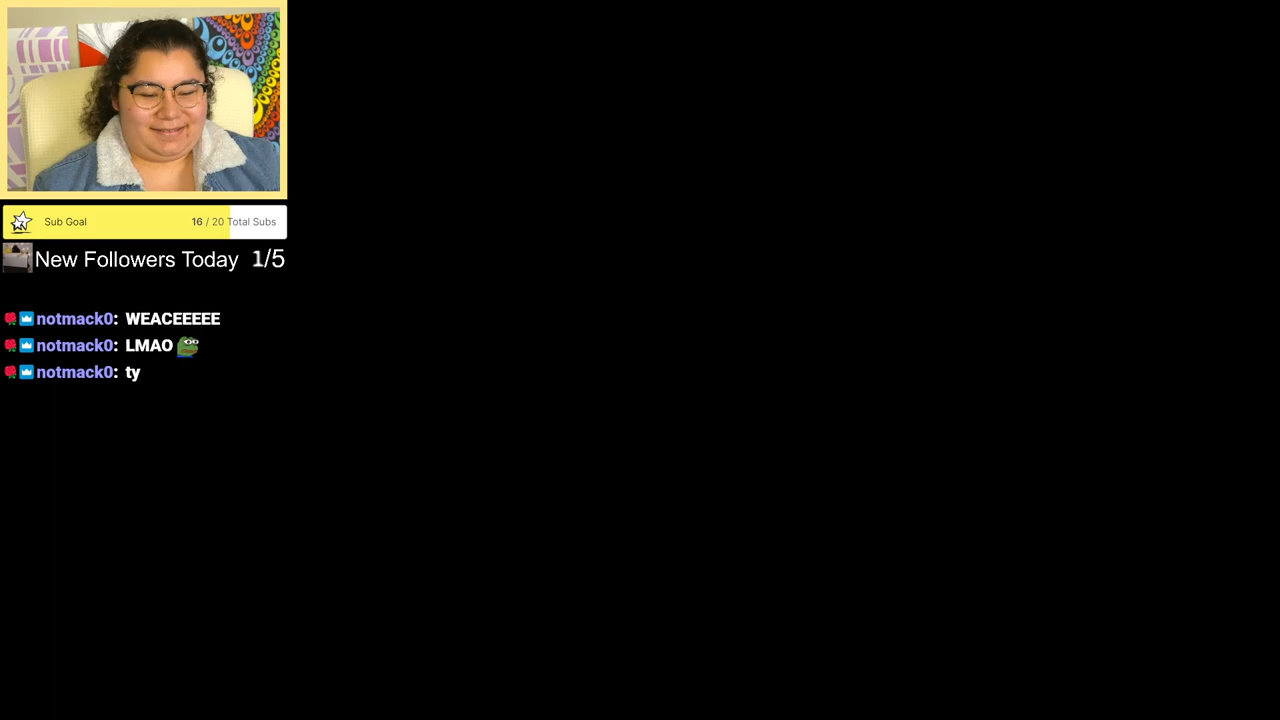 Sub Goal 16 / 20 Total Subs
New Followers Today 1/5
notmack0: WEACEEEEE
notmack0: LMAO
notmack0: ty